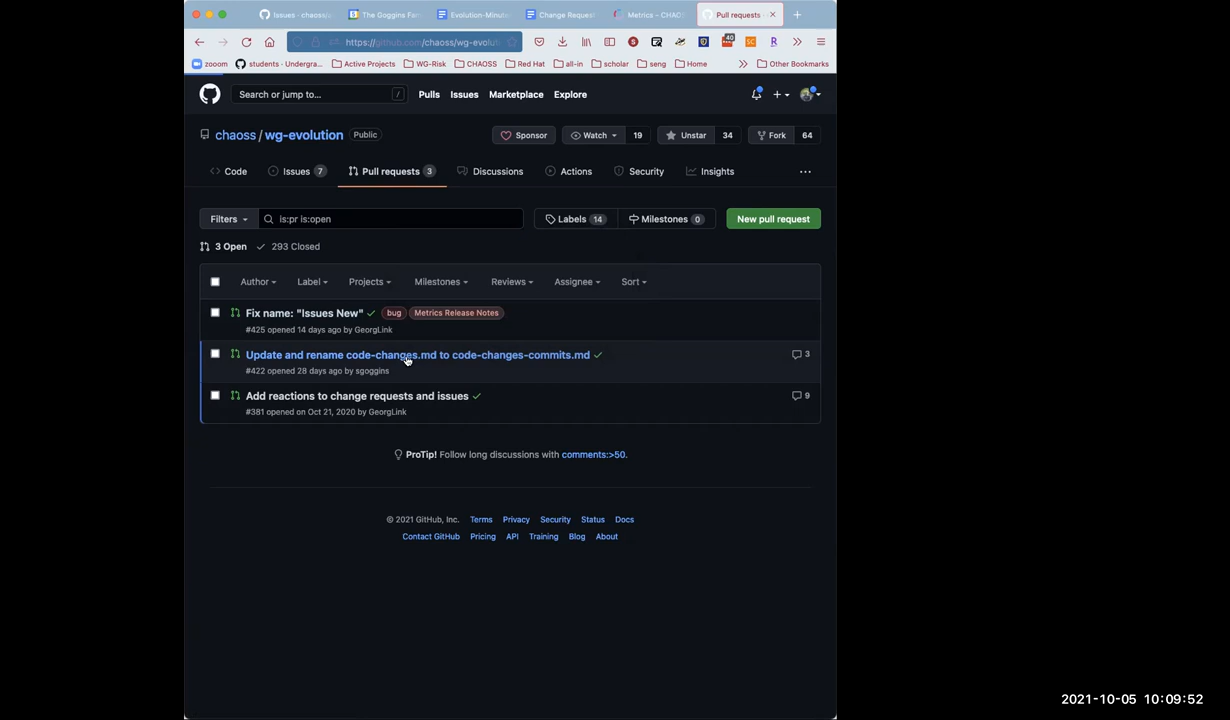 Issues · chaoss/w
The Goggins Fan
Evolution-Minute
Change Request
Metrics – CHAOS
Pull requests
https://github.com/chaoss/wg-evolut
40
SC
R
zooom
students · Undergra...
Active Projects
WG-Risk
CHAOSS
Red Hat
all-in
scholar
seng
Home
Other Bookmarks
Search or jump to...
/
Pulls
Issues
Marketplace
Explore
chaoss / wg-evolution
Public
Sponsor
Watch
19
Unstar
34
Fork
64
Code
Issues 7
Pull requests 3
Discussions
Actions
Security
Insights
Filters
is:pr is:open
Labels 14
Milestones 0
New pull request
3 Open
293 Closed
Author
Label
Projects
Milestones
Reviews
Assignee
Sort
Fix name: "Issues New"
bug
Metrics Release Notes
#425 opened 14 days ago by GeorgLink
Update and rename code-changes.md to code-changes-commits.md
3
#422 opened 28 days ago by sgoggins
Add reactions to change requests and issues
9
#381 opened on Oct 21, 2020 by GeorgLink
ProTip! Follow long discussions with comments:>50.
© 2021 GitHub, Inc.
Terms
Privacy
Security
Status
Docs
Contact GitHub
Pricing
API
Training
Blog
About
2021-10-05 10:09:52